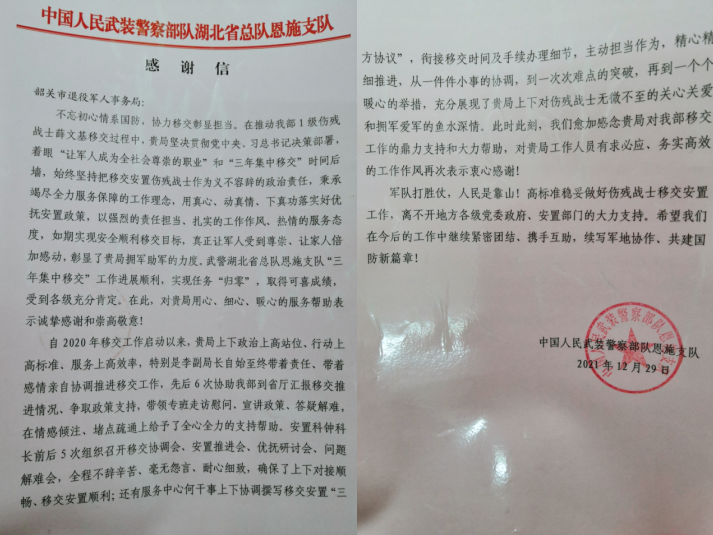 中国人民武装警察部队湖北省总队恩施支队
感 谢 信
韶关市退役军人事务局:
不忘初心情系国防，协力移交彰显担当。在推动我部1级伤残
战士薛文基移交过程中，贵局坚决贯彻党中央、习总书记决策部署，
着眼“让军人成为全社会尊崇的职业”和“三年集中移交”时间后
墙，始终坚持把移交安置伤残战士作为义不容辞的政治责任，秉承
竭尽全力服务保障的工作理念，用真心、动真情、下真功落实好优
抚安置政策，以强烈的责任担当、扎实的工作作风、热情的服务态
度，如期实现安全顺利移交目标，真正让军人受到尊崇、让家人倍
加感动，彰显了贵局拥军助军的力度。武警湖北省总队恩施支队“三
年集中移交”工作进展顺利，实现任务“归零”，取得可喜成绩，
受到各级充分肯定。在此，对贵局用心、细心、暖心的服务帮助表
示诚挚感谢和崇高敬意！
自2020年移交工作启动以来，贵局上下政治上高站位、行动上
高标准、服务上高效率，特别是李副局长自始至终带着责任、带着
感情亲自协调推进移交工作，先后6次协助我部到省厅汇报移交推
进情况、争取政策支持，带领专班走访慰问、宣讲政策、答疑解难，
在情感倾注、堵点疏通上给予了全心全力的支持帮助。安置科钟科
长前后5次组织召开移交协调会、安置推进会、优抚研讨会、问题
解难会，全程不辞辛苦、毫无怨言、耐心细致，确保了上下对接顺
畅、移交安置顺利；还有服务中心何干事上下协调撰写移交安置“三
方协议”，衔接移交时间及手续办理细节，主动担当作为，精心精
细推进，从一件件小事的协调，到一次次难点的突破，再到一个个
暖心的举措，充分展现了贵局上下对伤残战士无微不至的关心关爱
和拥军爱军的鱼水深情。此时此刻，我们愈加感念贵局对我部移交
工作的鼎力支持和大力帮助，对贵局工作人员有求必应、务实高效
的工作作风再次表示衷心感谢！
军队打胜仗，人民是靠山！高标准稳妥做好伤残战士移交安置
工作，离不开地方各级党委政府、安置部门的大力支持。希望我们
在今后的工作中继续紧密团结、携手互助，续写军地协作、共建国
防新篇章！
中国人民武装警察部队恩施支队
2021年12月29日